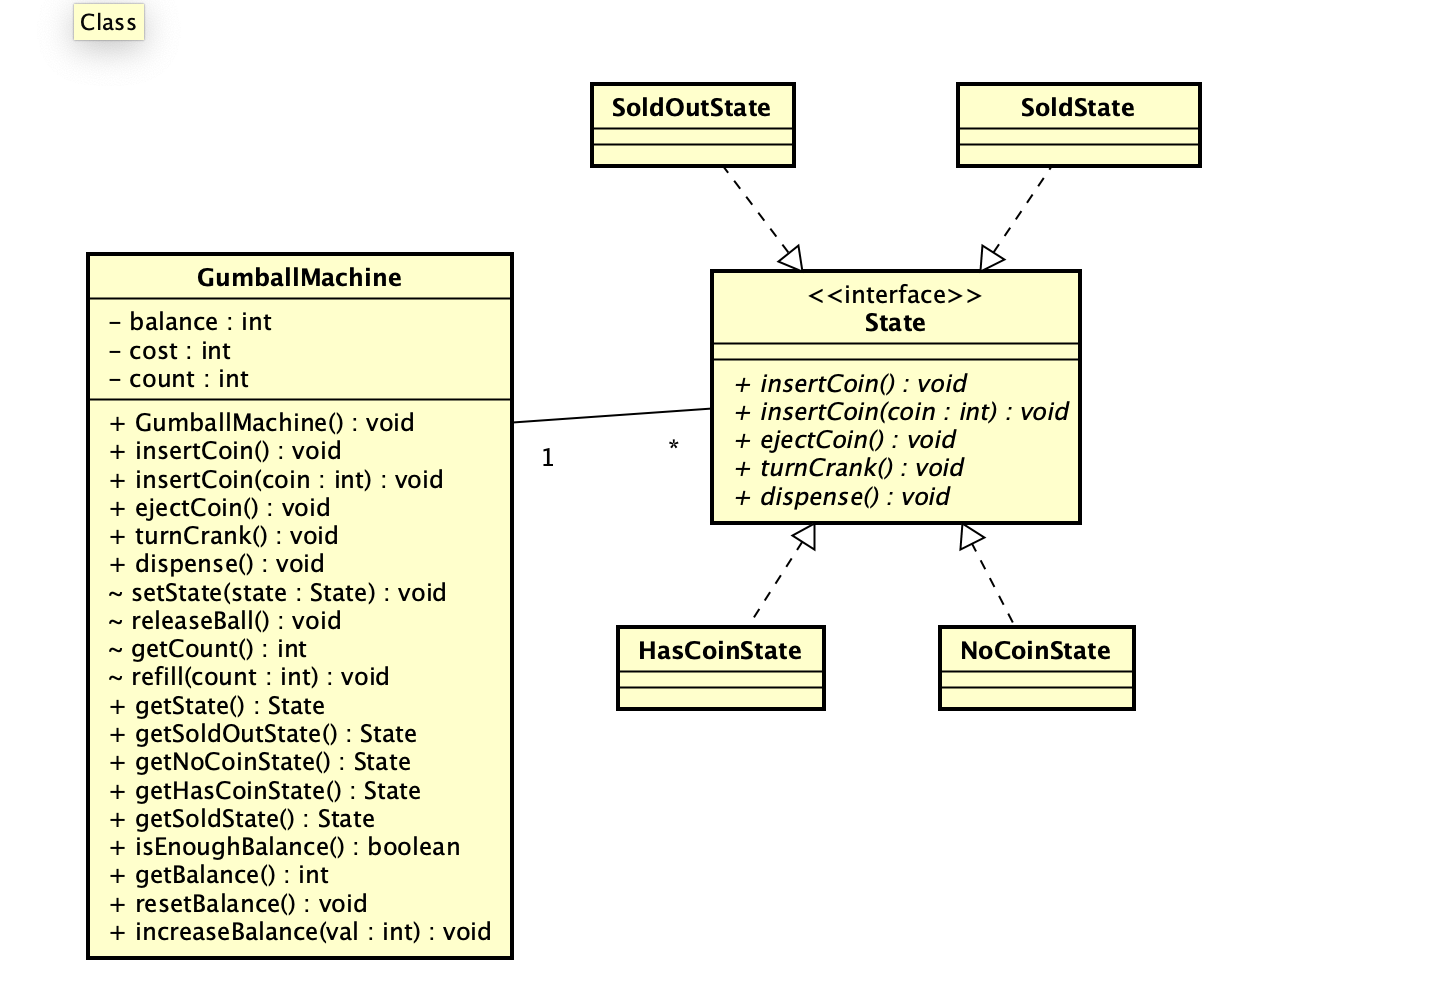 Class
SoldOutState
SoldState
GumballMachine
- balance : int
- cost : int
- count : int
+ GumballMachine() : void
+ insertCoin() : void
+ insertCoin(coin : int) : void
+ ejectCoin() : void
+ turnCrank() : void
+ dispense() : void
~ setState(state : State) : void
~ releaseBall() : void
~ getCount() : int
~ refill(count : int) : void
+ getState() : State
+ getSoldOutState() : State
+ getNoCoinState() : State
+ getHasCoinState() : State
+ getSoldState() : State
+ isEnoughBalance() : boolean
+ getBalance() : int
+ resetBalance() : void
+ increaseBalance(val : int) : void
1
*
<<interface>>
State
+ insertCoin() : void
+ insertCoin(coin : int) : void
+ ejectCoin() : void
+ turnCrank() : void
+ dispense() : void
HasCoinState
NoCoinState